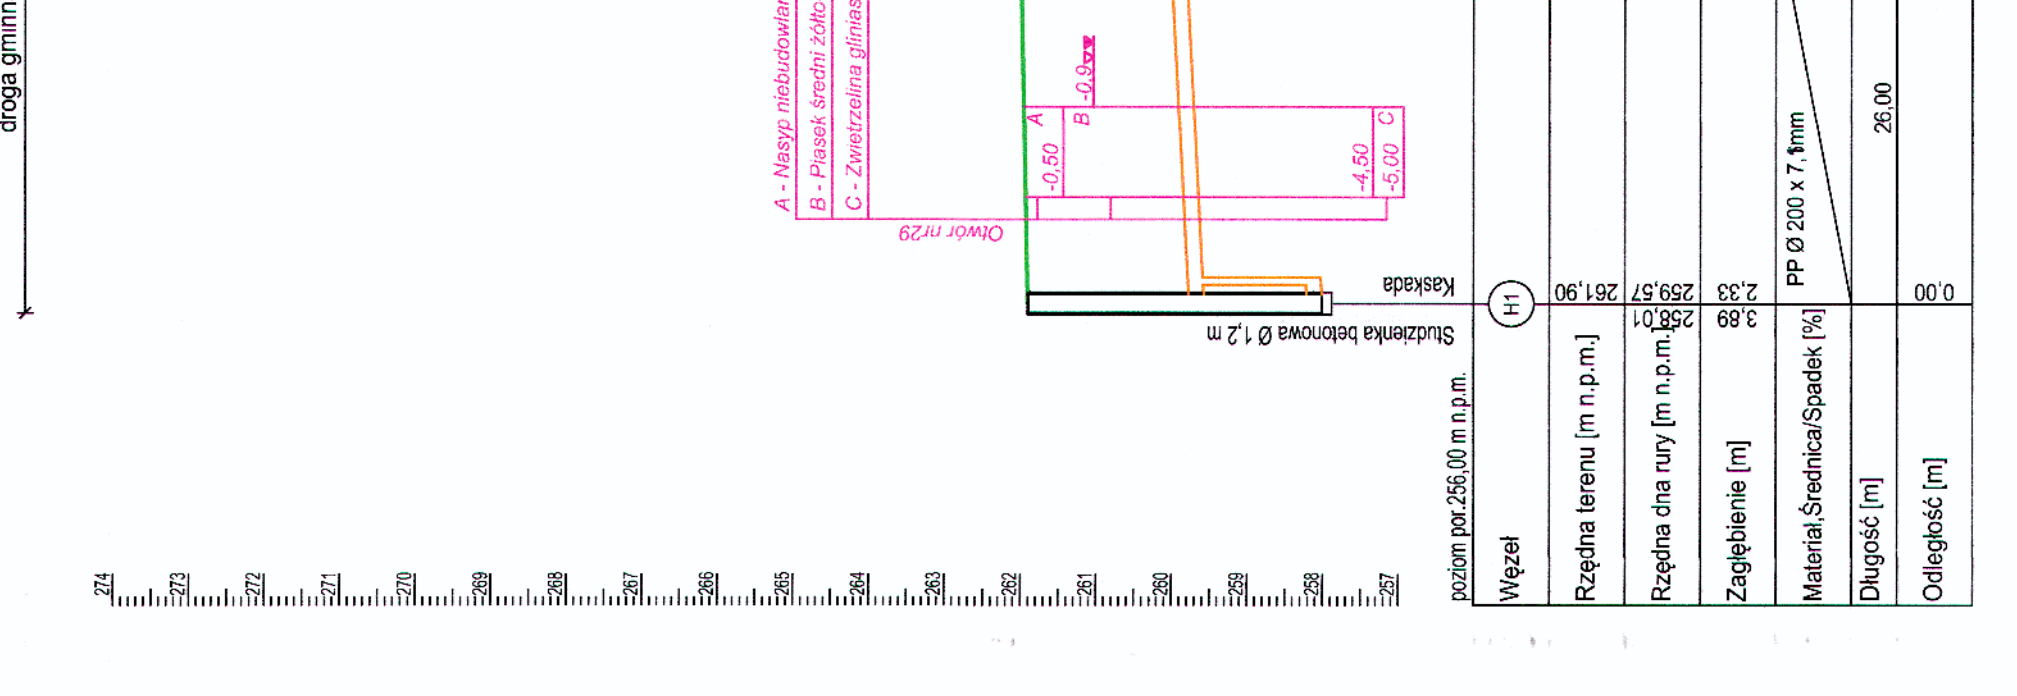 droga gminn
A - Nasyp niebudowlan
B - Piasek średni żółto
C - Zwietrzelina glinias
Otwór nr29
A
-0,50
B
-0,9
-4,50
C
-5,00
Kaskada
Studzienka betonowa Ø 1,2 m
274
273
272
271
270
269
268
267
266
265
264
263
262
261
260
259
258
257
poziom por.256,00 m n.p.m.
Węzeł
H1
Rzędna terenu [m n.p.m.]
261,90
Rzędna dna rury [m n.p.m.]
258,01
259,57
Zagłębienie [m]
3,89
2,33
Materiał,Średnica/Spadek [%]
PP Ø 200 x 7,1mm
Długość [m]
26,00
Odległość [m]
0,00